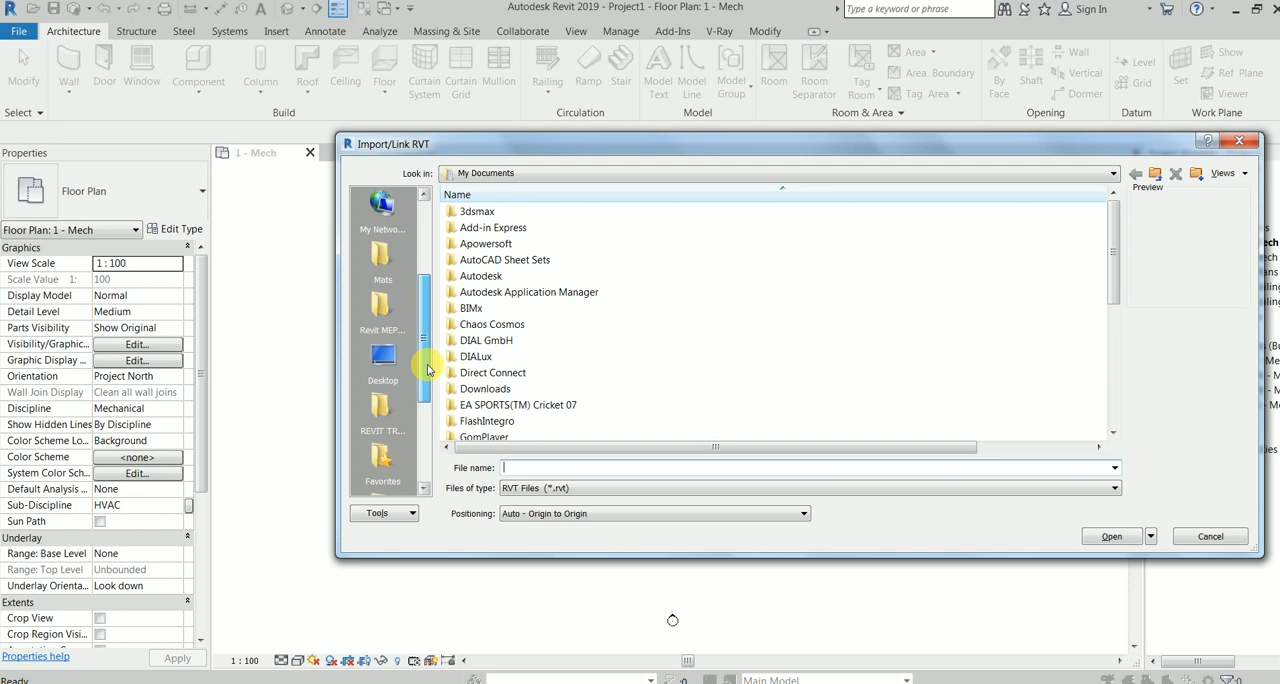 Autodesk Revit 2019 - Project1 - Floor Plan: 1 - Mech
Type a keyword or phrase
Sign In
File Architecture Structure Steel Systems Insert Annotate Analyze Massing & Site Collaborate View Manage Add-Ins V-Ray Modify
Modify Wall Door Window Component Column Roof Ceiling Floor Curtain System Curtain Grid Mullion Railing Ramp Stair Model Text Model Line Model Group Room Room Separator Tag Room
Area
Area Boundary
Tag Area
By Face Shaft
Wall
Vertical
Dormer
Level
Grid
Set
Show
Ref Plane
Viewer
Select Build Circulation Model Room & Area Opening Datum Work Plane
Properties
1 - Mech
Floor Plan
Floor Plan: 1 - Mech Edit Type
Graphics
View Scale 1 : 100
Scale Value 1: 100
Display Model Normal
Detail Level Medium
Parts Visibility Show Original
Visibility/Graphic... Edit...
Graphic Display ... Edit...
Orientation Project North
Wall Join Display Clean all wall joins
Discipline Mechanical
Show Hidden Lines By Discipline
Color Scheme Lo... Background
Color Scheme <none>
System Color Sch... Edit...
Default Analysis ... None
Sub-Discipline HVAC
Sun Path
Underlay
Range: Base Level None
Range: Top Level Unbounded
Underlay Orienta... Look down
Extents
Crop View
Crop Region Visi...
Properties help Apply
Import/Link RVT
Look in: My Documents
Views
Preview
Name
3dsmax
Add-in Express
Apowersoft
AutoCAD Sheet Sets
Autodesk
Autodesk Application Manager
BIMx
Chaos Cosmos
DIAL GmbH
DIALux
Direct Connect
Downloads
EA SPORTS(TM) Cricket 07
FlashIntegro
GomPlayer
My Netwo...
Mats
Revit MEP...
Desktop
REVIT TR...
Favorites
File name:
Files of type: RVT Files (*.rvt)
Tools
Positioning: Auto - Origin to Origin
Open
Cancel
1 : 100
Ready
:0
Main Model
:0